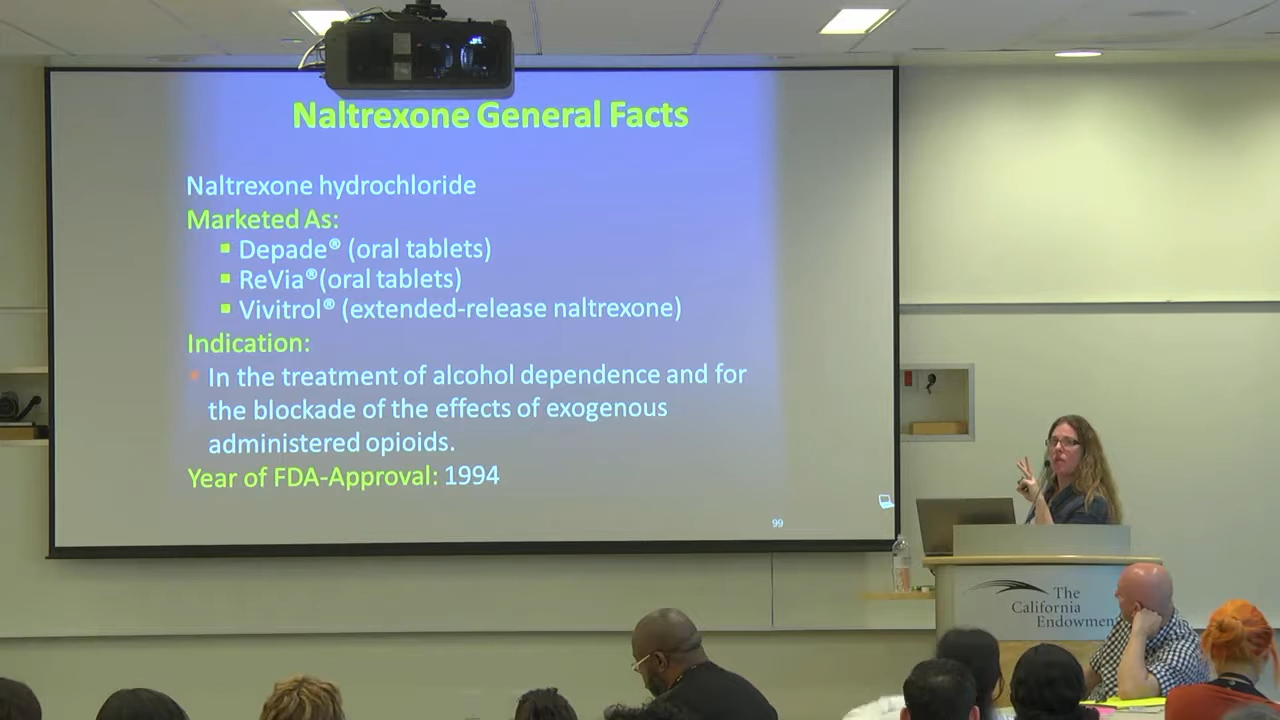 Naltrexone General Facts
Naltrexone hydrochloride
Marketed As:
Depade® (oral tablets)
ReVia®(oral tablets)
Vivitrol® (extended-release naltrexone)
Indication:
In the treatment of alcohol dependence and for
the blockade of the effects of exogenous
administered opioids.
Year of FDA-Approval: 1994
99
The
California
Endowmen